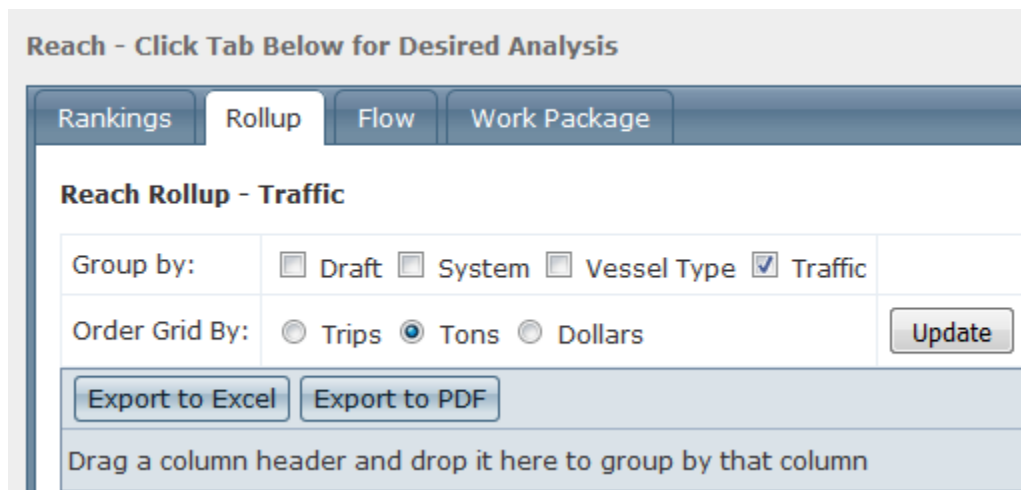 Reach - Click Tab Below for Desired Analysis
Rankings Rollup Flow Work Package
Reach Rollup - Traffic
Group by: Draft System Vessel Type Traffic
Order Grid By: Trips Tons Dollars Update
Export to Excel Export to PDF
Drag a column header and drop it here to group by that column